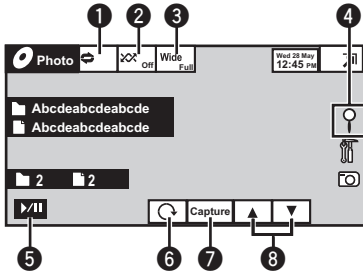 1 2 3 4
Photo Off Wide Full Wed 28 May 12:45 PM
Abcdeabcdeabcde
Abcdeabcdeabcde
2 2
Capture
5 6 7 8